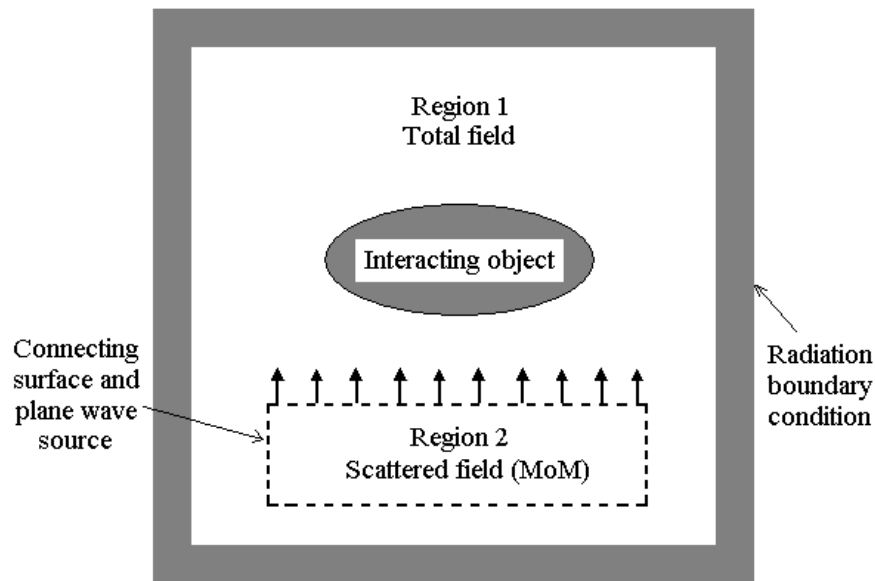 Region 1
Total field
Interacting object
Connecting
surface and
plane wave
source
Radiation
boundary
condition
Region 2
Scattered field (MoM)